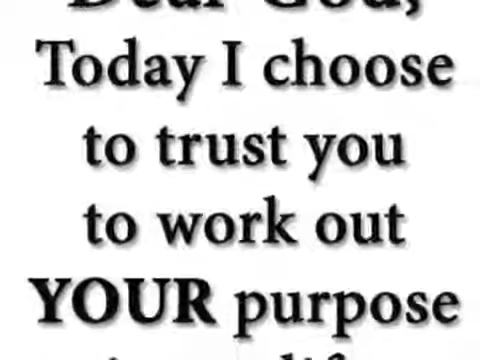 Dear God,
Today I choose
to trust you
to work out
YOUR purpose